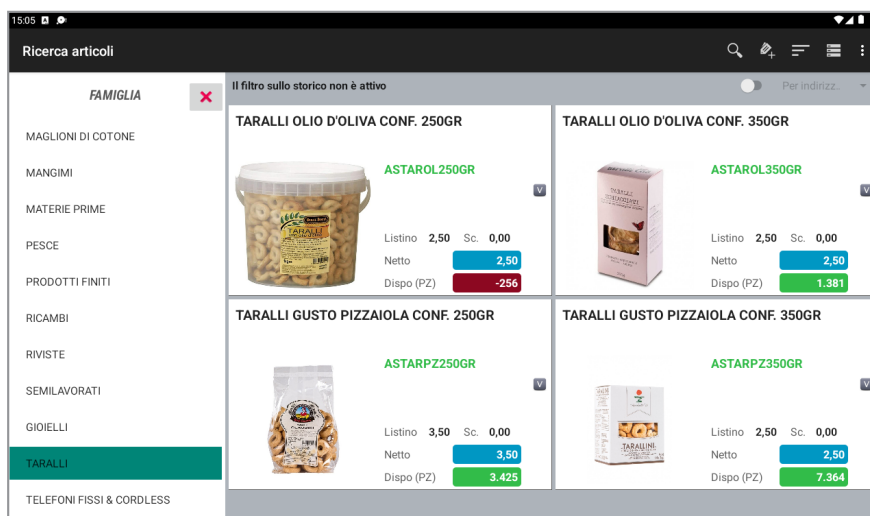 15:05
Ricerca articoli
FAMIGLIA
MAGLIONI DI COTONE
MANGIMI
MATERIE PRIME
PESCE
PRODOTTI FINITI
RICAMBI
RIVISTE
SEMILAVORATI
GIOIELLI
TARALLI
TELEFONI FISSI & CORDLESS
Il filtro sullo storico non è attivo
Per indirizz..
TARALLI OLIO D'OLIVA CONF. 250GR
ASTAROL250GR
V
TARALLI
Listino 2,50 Sc. 0,00
Netto 2,50
Dispo (PZ) -256
TARALLI OLIO D'OLIVA CONF. 350GR
ASTAROL350GR
V
TARALLI
Listino 2,50 Sc. 0,00
Netto 2,50
Dispo (PZ) 1.381
TARALLI GUSTO PIZZAIOLA CONF. 250GR
ASTARPZ250GR
V
Listino 3,50 Sc. 0,00
Netto 3,50
Dispo (PZ) 3.425
TARALLI GUSTO PIZZAIOLA CONF. 350GR
ASTARPZ350GR
V
TARALLINI
Listino 2,50 Sc. 0,00
Netto 2,50
Dispo (PZ) 7.364